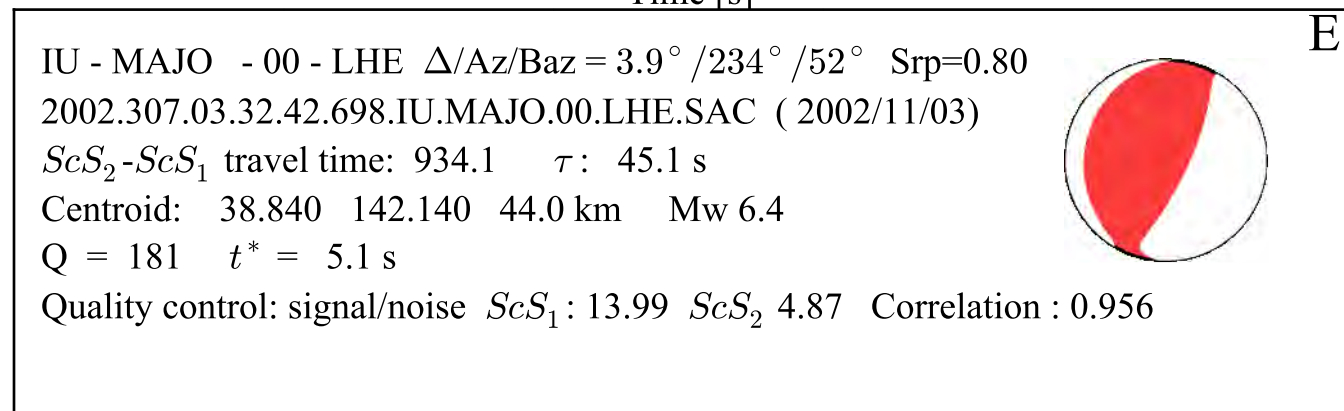 Time [s]
E
IU - MAJO - 00 - LHE Δ/Az/Baz = 3.9° /234° /52° Srp=0.80
2002.307.03.32.42.698.IU.MAJO.00.LHE.SAC ( 2002/11/03)
ScS₂-ScS₁ travel time: 934.1 τ : 45.1 s
Centroid: 38.840 142.140 44.0 km Mw 6.4
Q = 181 t* = 5.1 s
Quality control: signal/noise ScS₁ : 13.99 ScS₂ 4.87 Correlation : 0.956